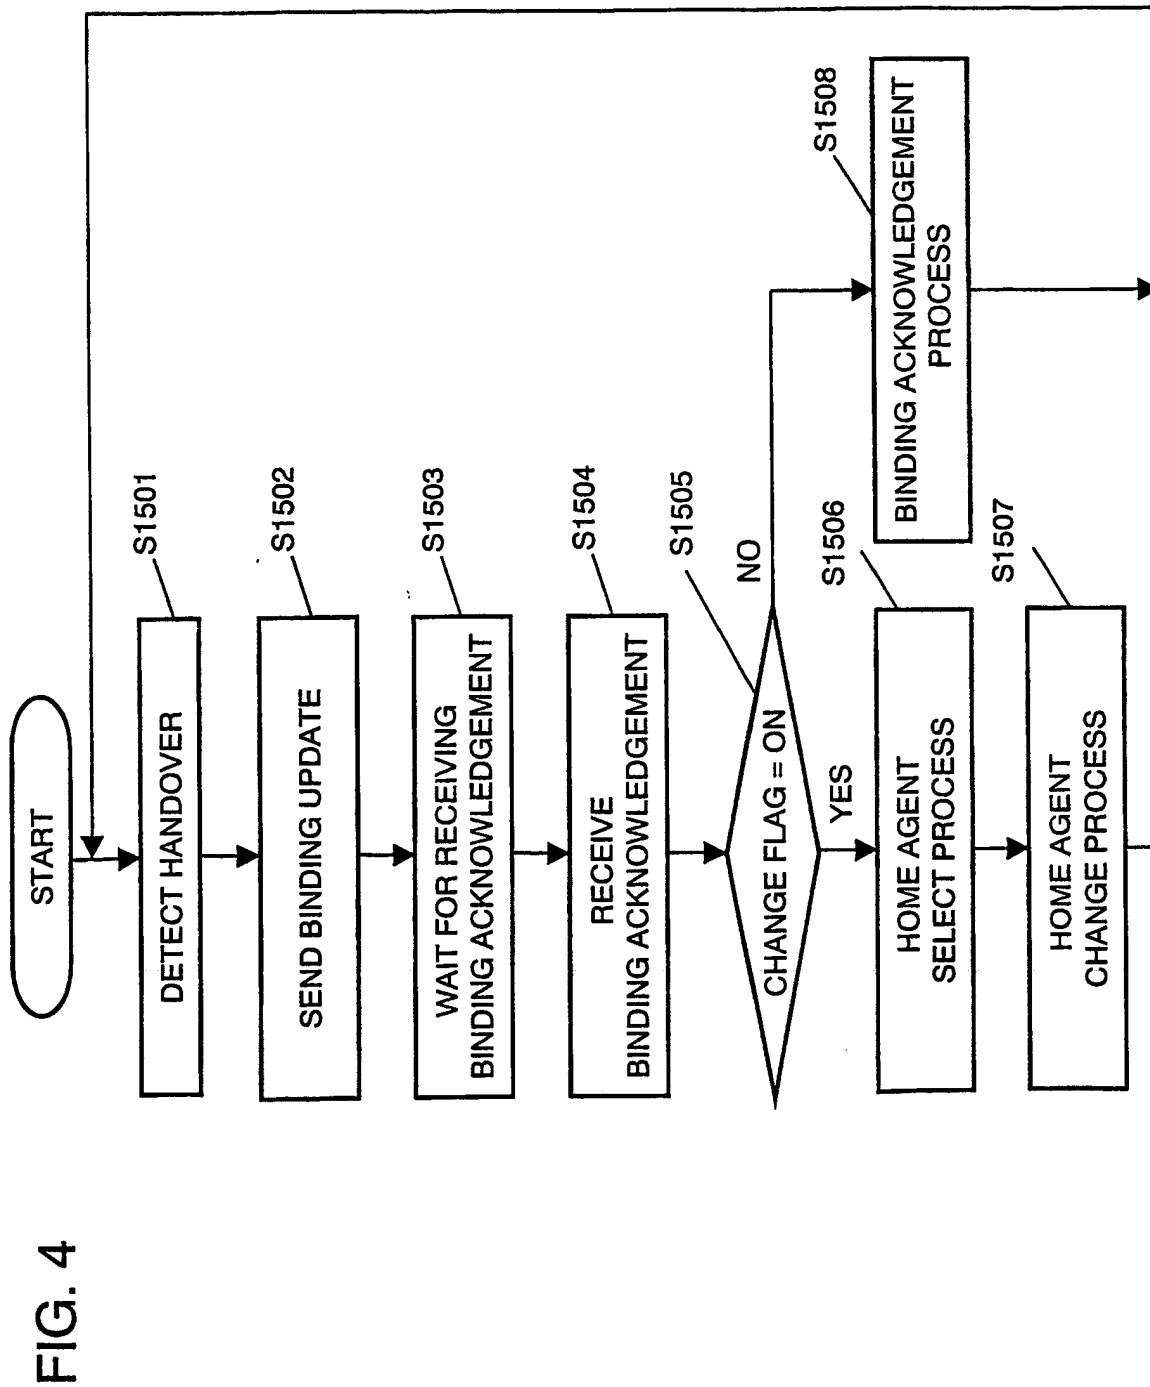 FIG. 4
START
DETECT HANDOVER
S1501
SEND BINDING UPDATE
S1502
WAIT FOR RECEIVING
BINDING ACKNOWLEDGEMENT
S1503
RECEIVE
BINDING ACKNOWLEDGEMENT
S1504
CHANGE FLAG = ON
S1505
YES
NO
HOME AGENT
SELECT PROCESS
S1506
HOME AGENT
CHANGE PROCESS
S1507
BINDING ACKNOWLEDGEMENT
PROCESS
S1508